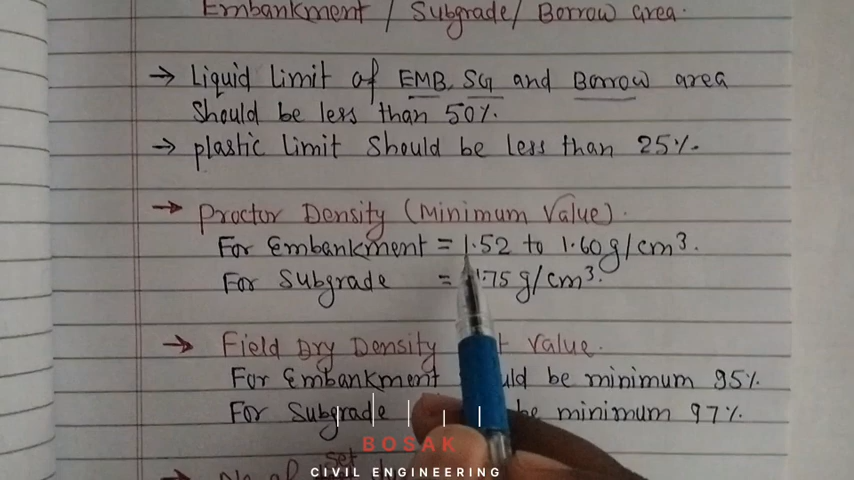 Embankment / Subgrade / Borrow area.
→ Liquid Limit of EMB, SG and Borrow area
Should be less than 50%.
→ plastic Limit Should be less than 25%.
→ Proctor Density (Minimum Value).
For Embankment = 1.52 to 1.60 g/cm³.
For Subgrade = 1.75 g/cm³.
→ Field Dry Density Value.
For Embankment be minimum 95%.
For Subgrade be minimum 97%.
BOSAK
CIVIL ENGINEERING